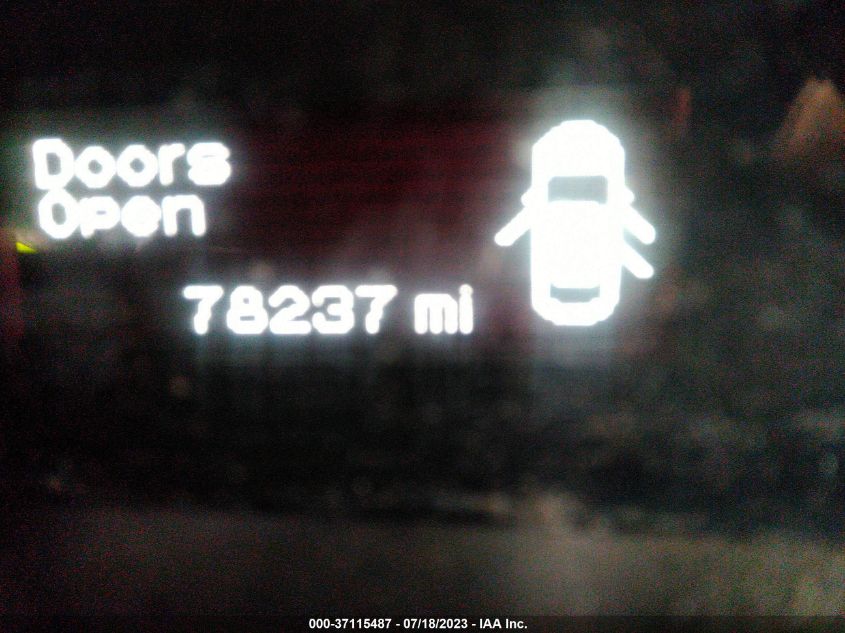 Doors
Open
78237 mi
000-37115487 - 07/18/2023 - IAA Inc.